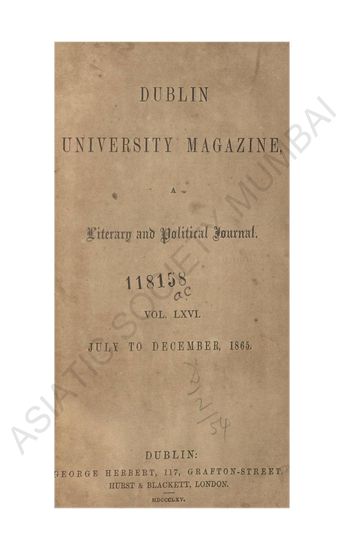 DUBLIN
UNIVERSITY MAGAZINE,
A
Literary and Political Journal.
118158
ac
VOL. LXVI.
JULY TO DECEMBER, 1865.
DUBLIN:
GEORGE HERBERT, 117, GRAFTON-STREET.
HURST & BLACKETT, LONDON.
MDCCCLXV.
ASIATIC SOCIETY, MUMBAI